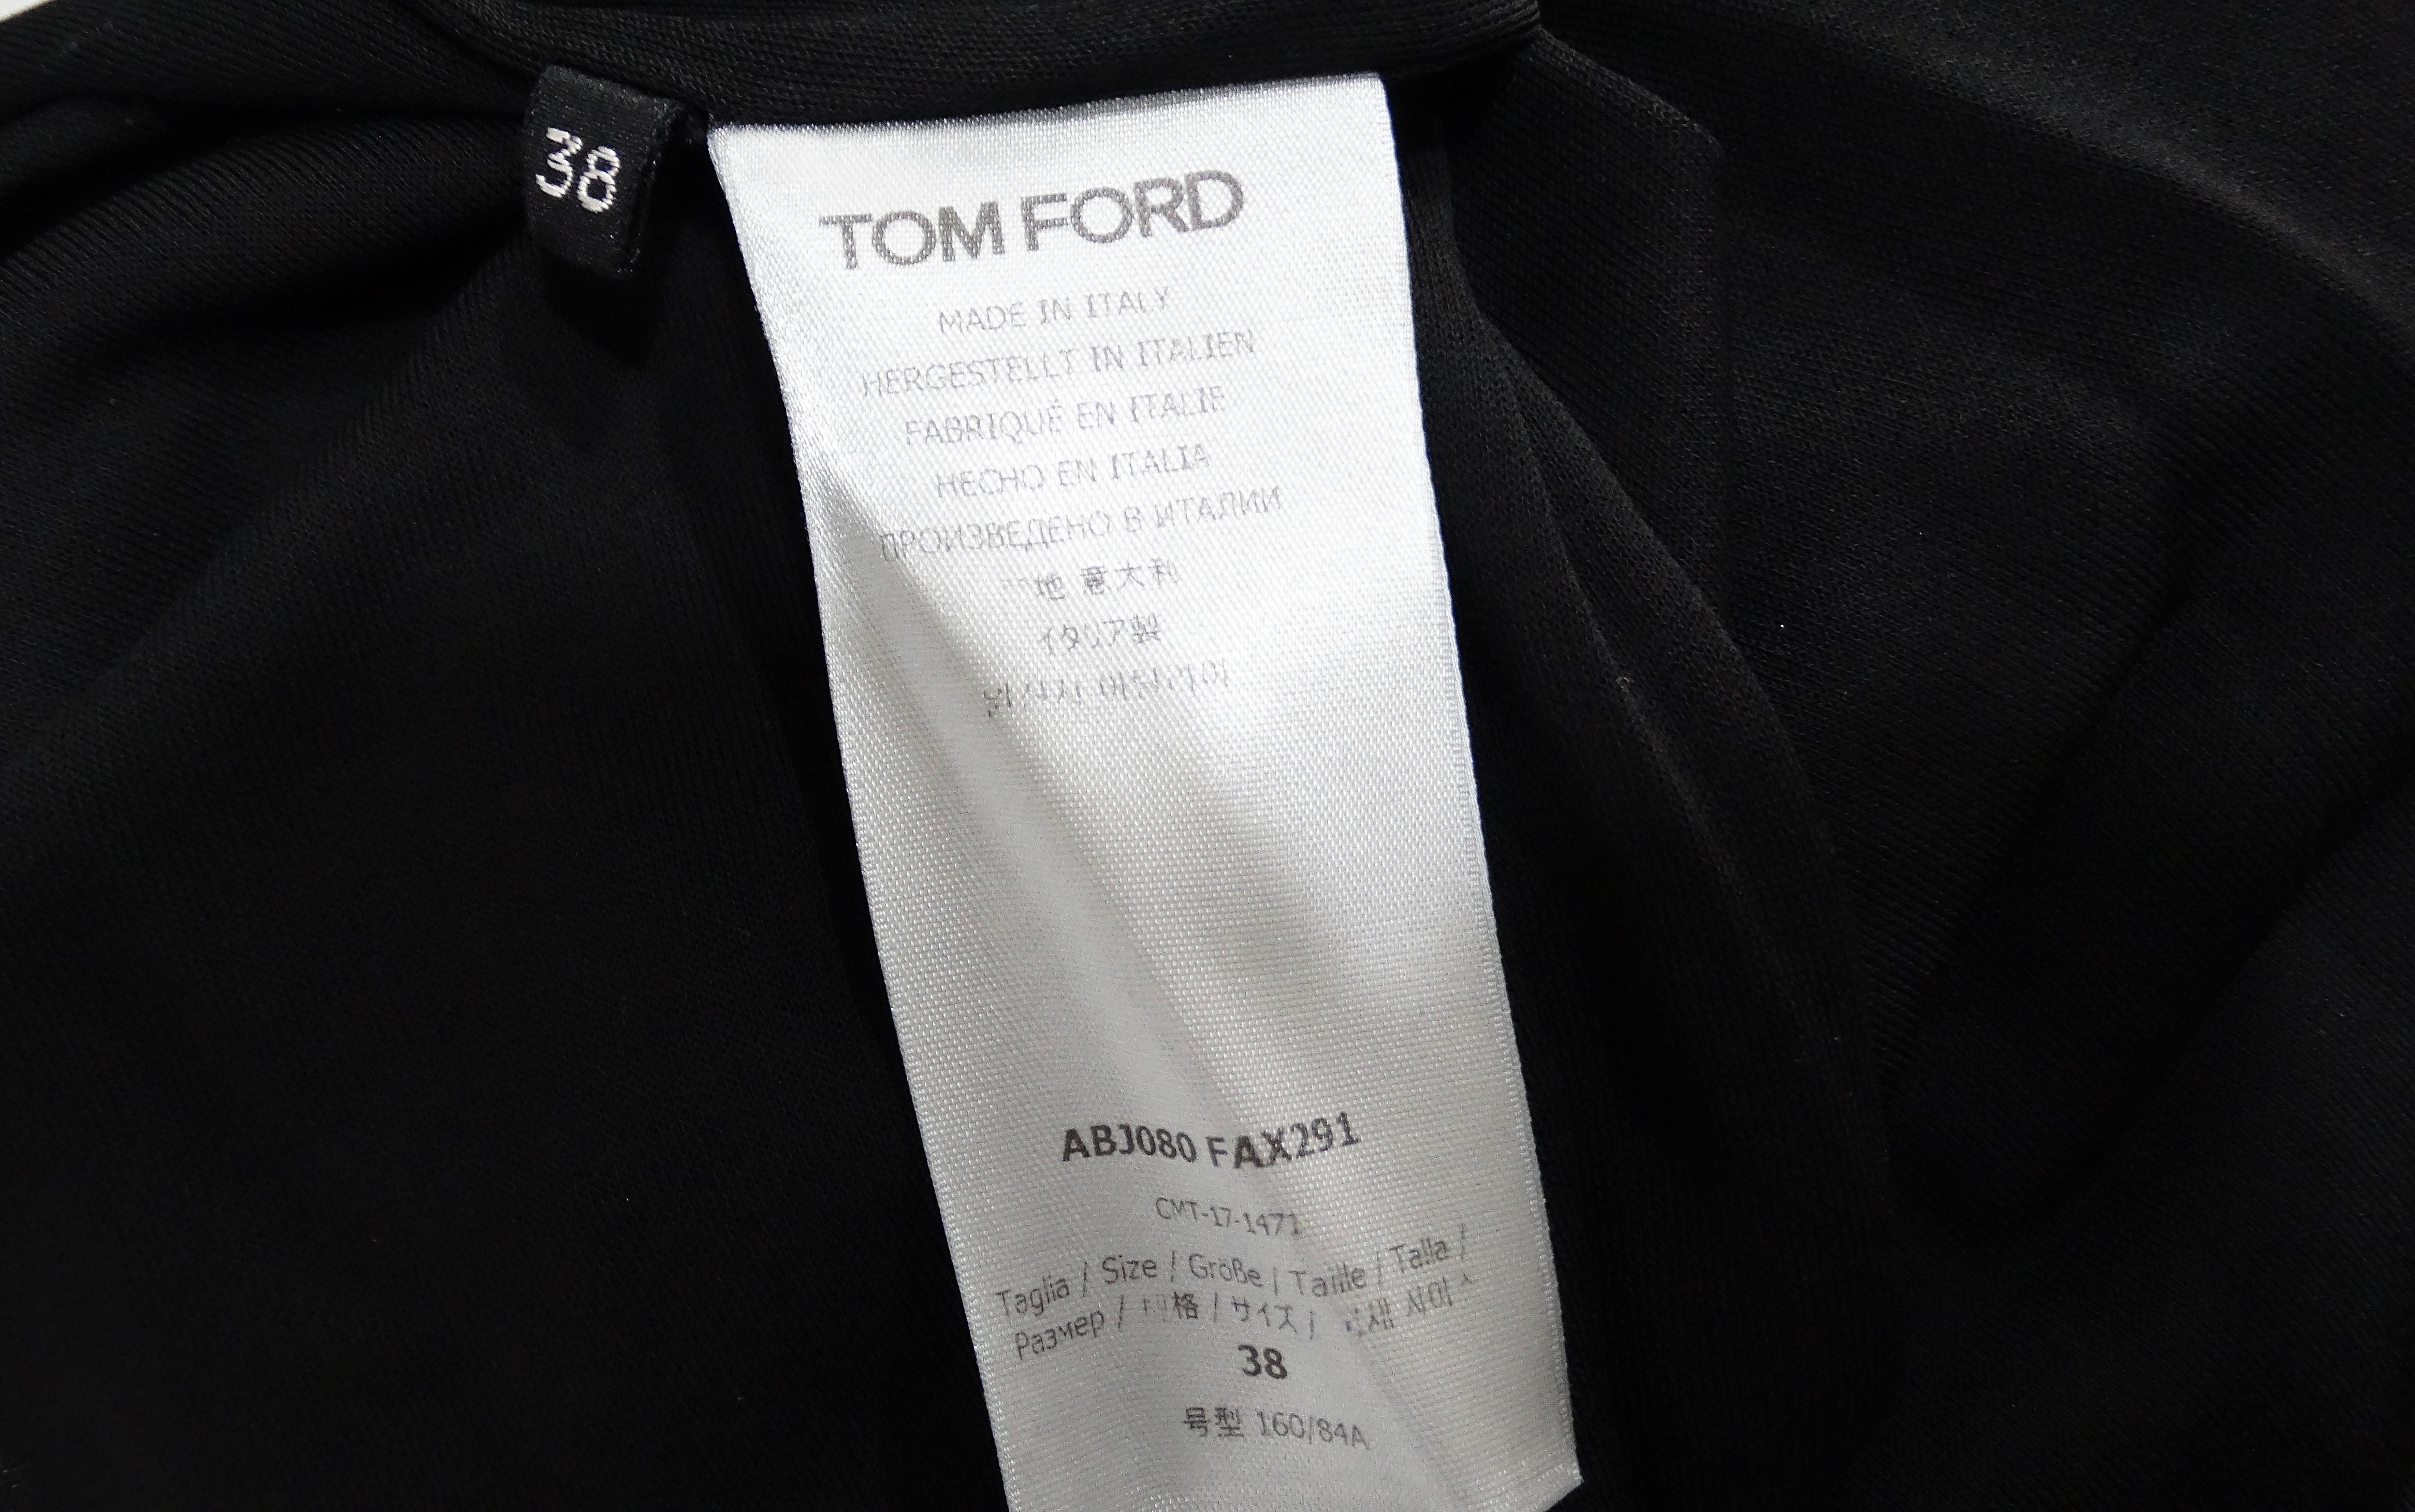 38
TOM FORD
MADE IN ITALY
HERGESTELLT IN ITALIEN
FABRIQUÉ EN ITALIE
HECHO EN ITALIA
ПРОИЗВЕДЕНО В ИТАЛИИ
地 意大利
イタリア製
ABJ080 FAX291
CMT-17-1471
Taglia / Size / Größe / Taille / Talla /
Размер / 格 / サイズ /
38
号型 160/84A